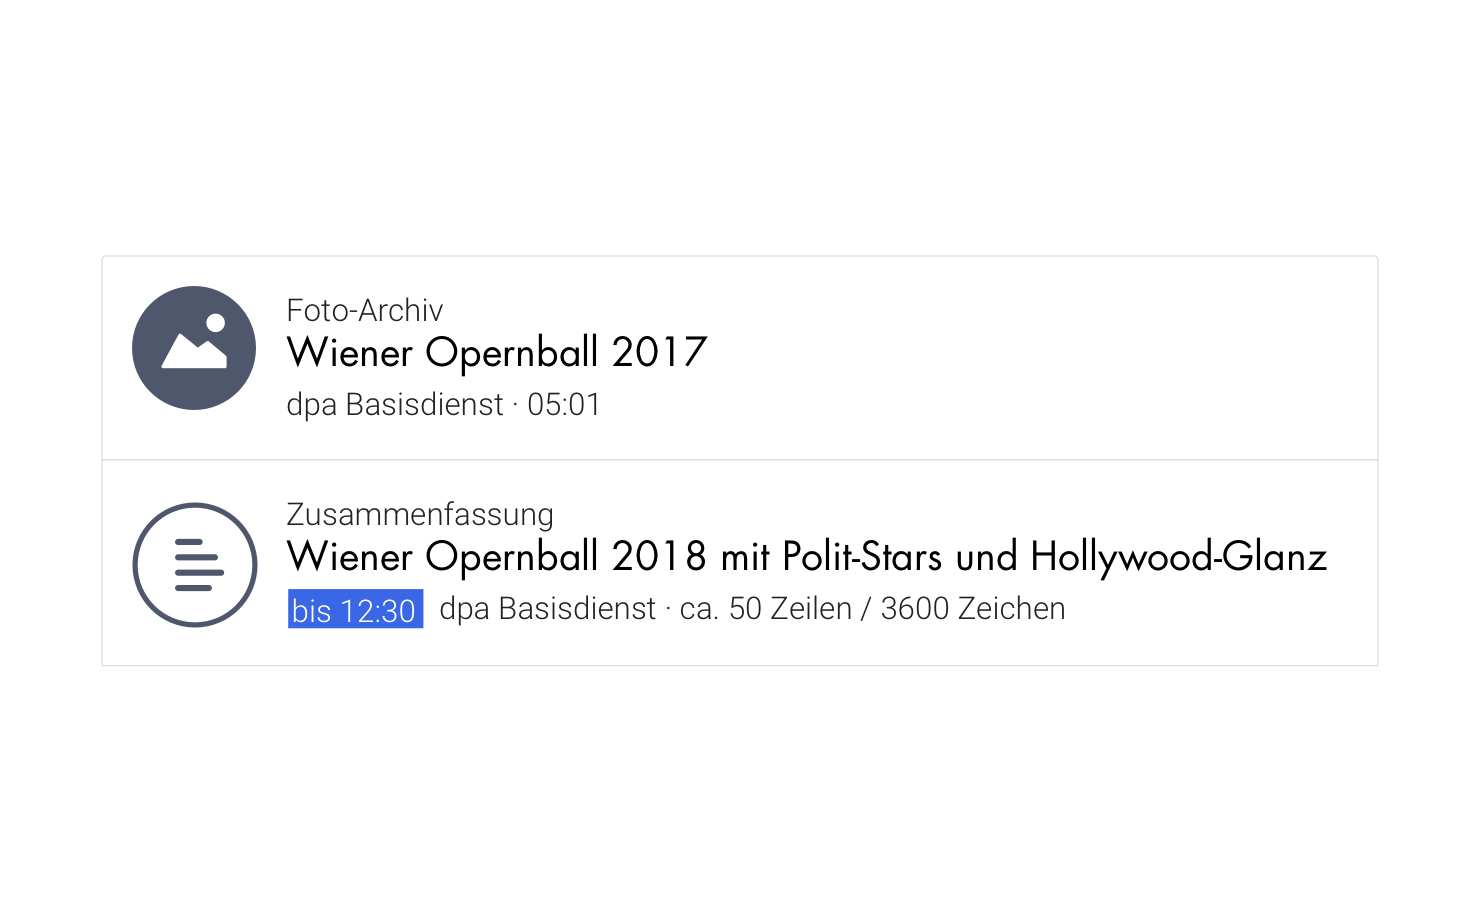 Foto-Archiv
Wiener Opernball 2017
dpa Basisdienst · 05:01
Zusammenfassung
Wiener Opernball 2018 mit Polit-Stars und Hollywood-Glanz
bis 12:30 dpa Basisdienst · ca. 50 Zeilen / 3600 Zeichen